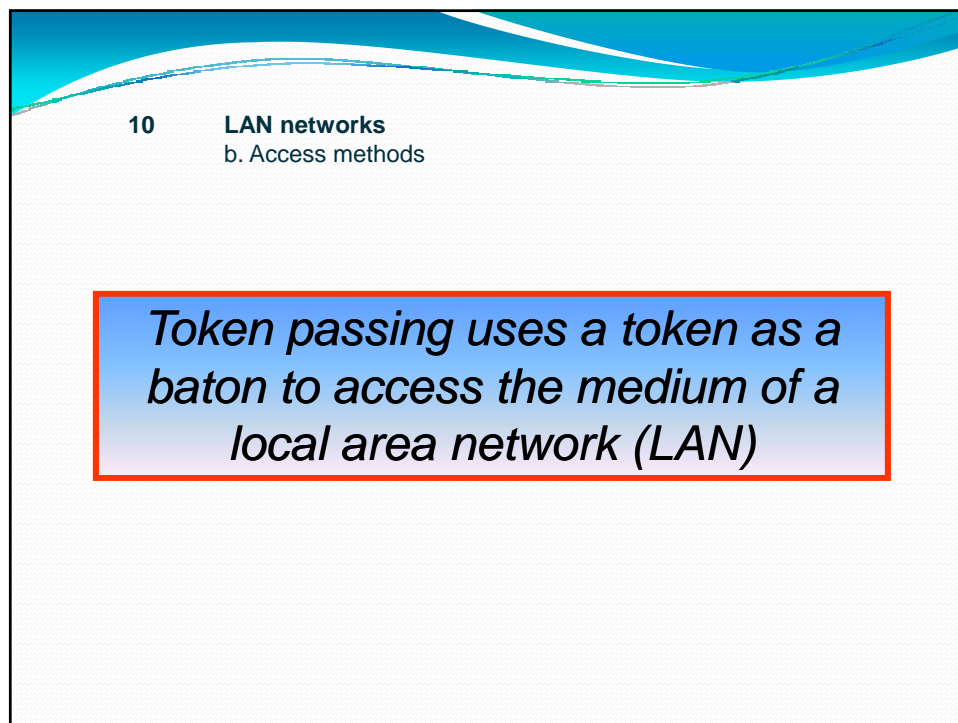 10 LAN networks
b. Access methods
Token passing uses a token as a
baton to access the medium of a
local area network (LAN)